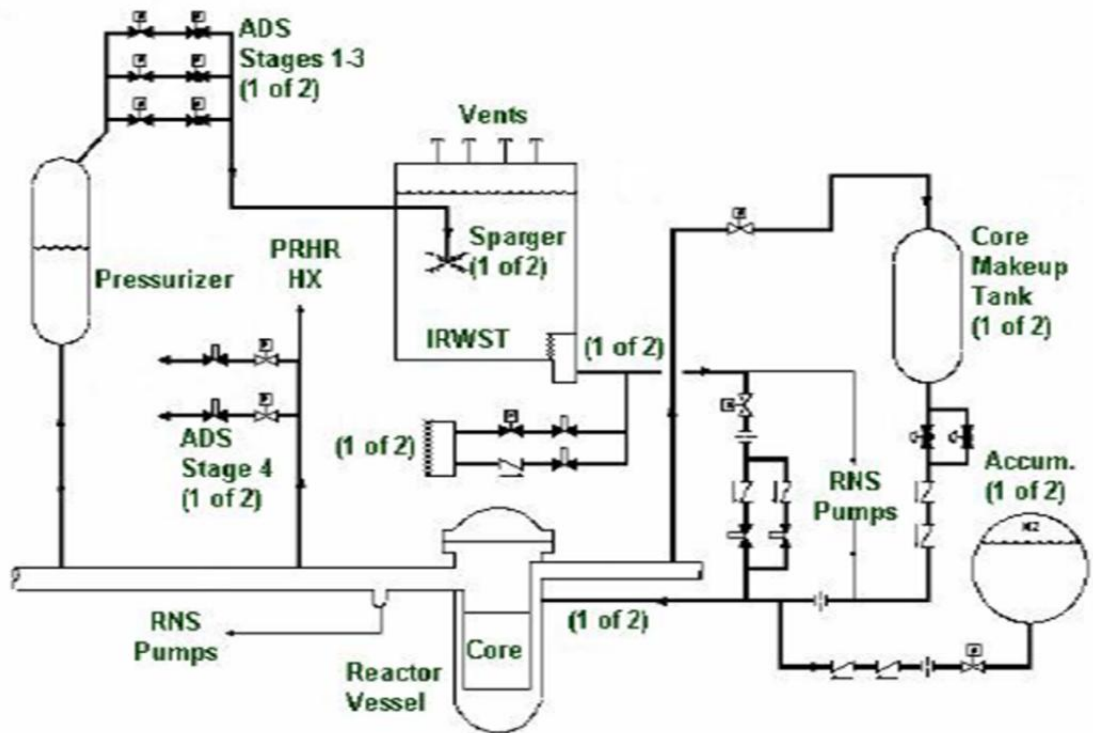 ADS
Stages 1-3
(1 of 2)
Vents
Sparger
(1 of 2)
Core
Makeup
Tank
(1 of 2)
PRHR
HX
Pressurizer
IRWST
(1 of 2)
ADS
Stage 4
(1 of 2)
(1 of 2)
RNS
Pumps
Accum.
(1 of 2)
N2
(1 of 2)
RNS
Pumps
Core
Reactor
Vessel